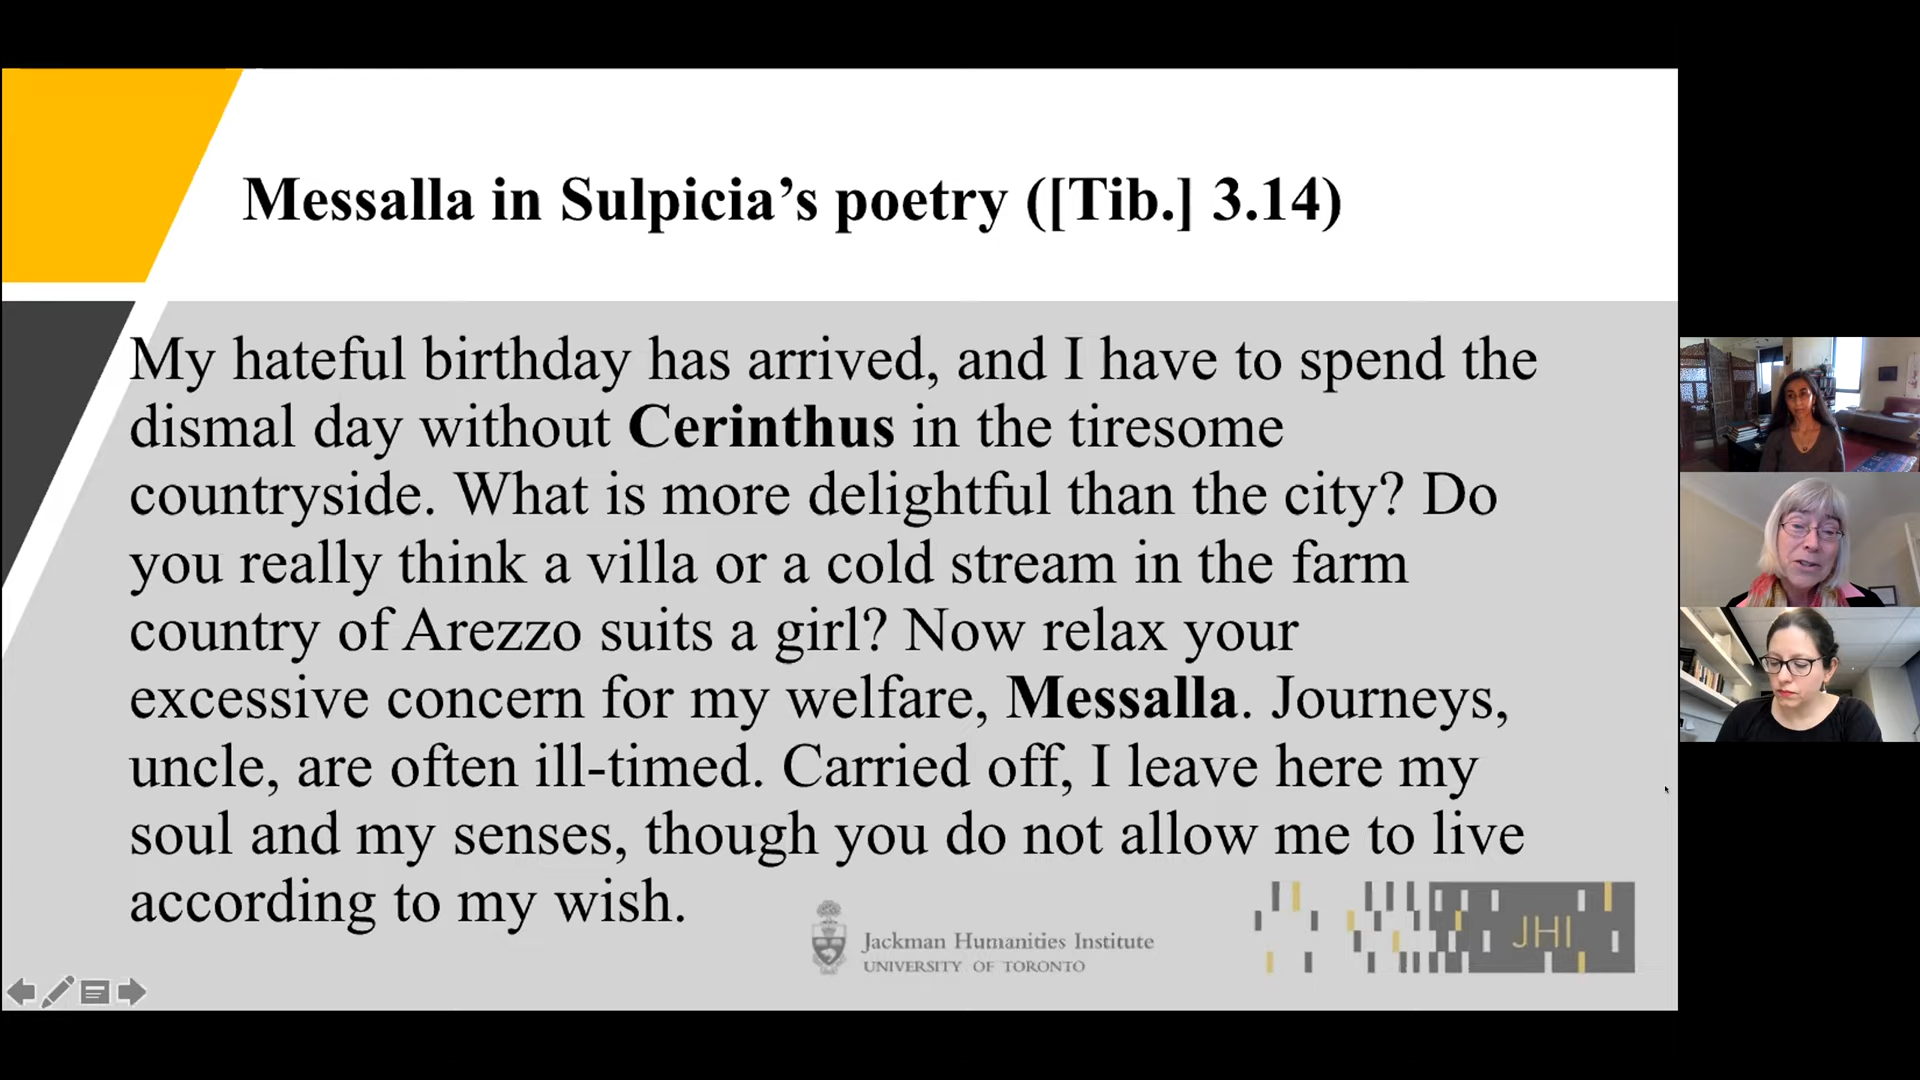 Messalla in Sulpicia’s poetry ([Tib.] 3.14)
My hateful birthday has arrived, and I have to spend the
dismal day without Cerinthus in the tiresome
countryside. What is more delightful than the city? Do
you really think a villa or a cold stream in the farm
country of Arezzo suits a girl? Now relax your
excessive concern for my welfare, Messalla. Journeys,
uncle, are often ill-timed. Carried off, I leave here my
soul and my senses, though you do not allow me to live
according to my wish.
Jackman Humanities Institute
UNIVERSITY OF TORONTO
JHI